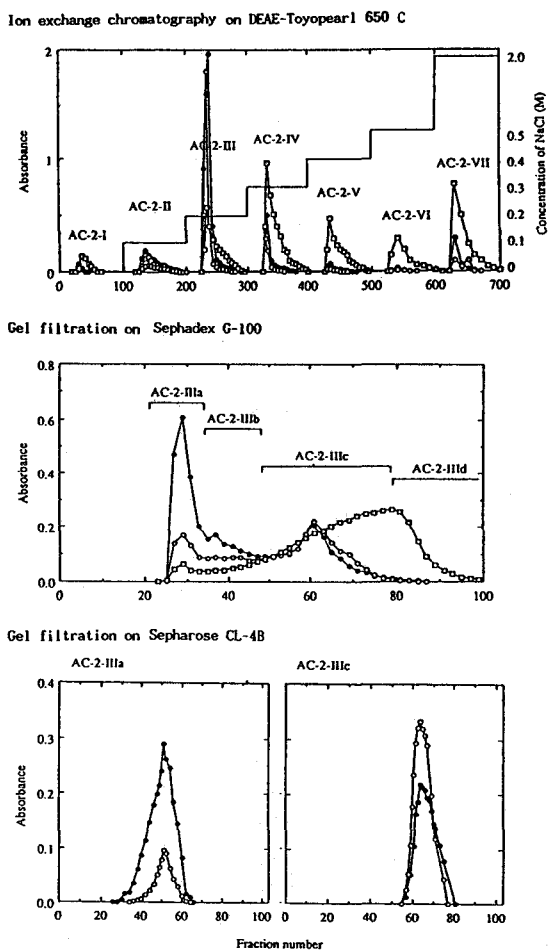 Ion exchange chromatography on DEAE-Toyopearl 650 C
2
1
0
Absorbance
AC-2-I
AC-2-II
AC-2-III
AC-2-IV
AC-2-V
AC-2-VI
AC-2-VII
2.0
0.5
0.4
0.3
0.2
0.1
0
Concentration of NaCl (M)
0 100 200 300 400 500 600 700
Gel filtration on Sephadex G-100
0.8
0.6
0.4
0.2
0.0
Absorbance
AC-2-IIIa
AC-2-IIIb
AC-2-IIIc
AC-2-IIId
0 20 40 60 80 100
Gel filtration on Sepharose CL-4B
AC-2-IIIa
AC-2-IIIc
0.4
0.3
0.2
0.1
0.0
Absorbance
0 20 40 60 80 100
0 20 40 60 80 100
Fraction number